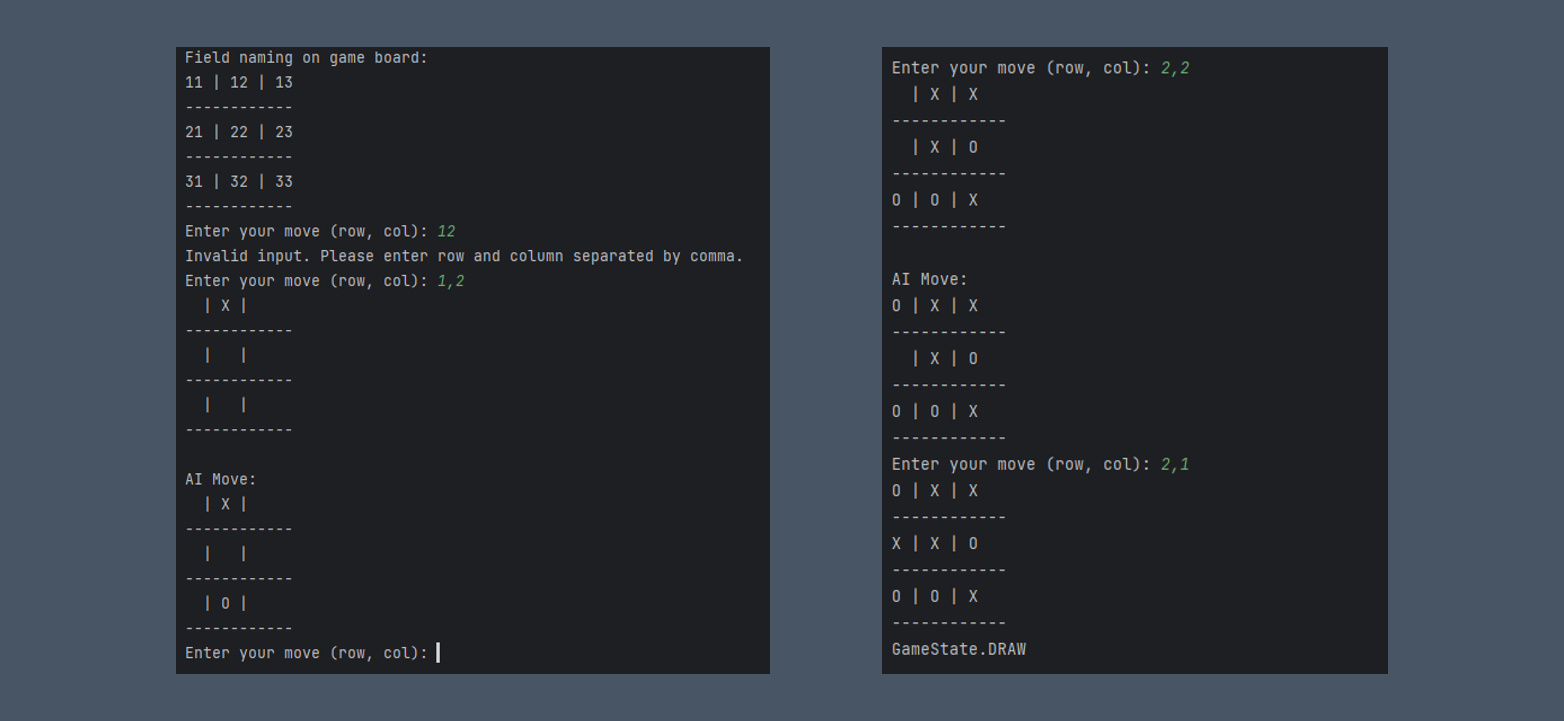 Field naming on game board:
11 | 12 | 13
------------
21 | 22 | 23
------------
31 | 32 | 33
------------
Enter your move (row, col): 12
Invalid input. Please enter row and column separated by comma.
Enter your move (row, col): 1,2
  | X |
------------
  |   |
------------
  |   |
------------

AI Move:
  | X |
------------
  |   |
------------
  | O |
------------
Enter your move (row, col):
Enter your move (row, col): 2,2
  | X | X
------------
  | X | O
------------
O | O | X
------------

AI Move:
O | X | X
------------
  | X | O
------------
O | O | X
------------
Enter your move (row, col): 2,1
O | X | X
------------
X | X | O
------------
O | O | X
------------
GameState.DRAW